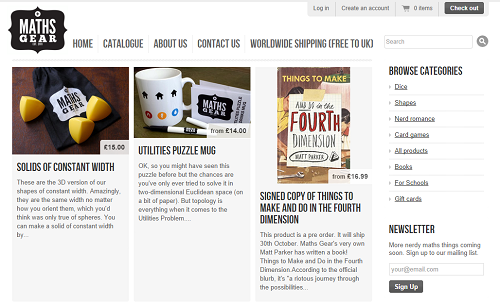 Log in Create an account 0 items Check out
MATHS
GEAR
HOME CATALOGUE ABOUT US CONTACT US WORLDWIDE SHIPPING (FREE TO UK)
Search
MATHS
GEAR
£15.00
SOLIDS OF CONSTANT WIDTH
These are the 3D version of our
shapes of constant width. Amazingly,
they are the same width no matter
how you orient them, which you'd
think was only true of spheres. You
can make a solid of constant width
by...
MATHS
GEAR
from £14.00
UTILITIES PUZZLE MUG
OK, so you might have seen this
puzzle before but the chances are
you've only ever tried to solve it in
two-dimensional Euclidean space (on
a bit of paper). But topology is
everything when it comes to the
Utilities Problem....
THINGS TO MAKE
AND DO IN THE
FOURTH
DIMENSION
MATT PARKER
from £16.99
SIGNED COPY OF THINGS TO
MAKE AND DO IN THE FOURTH
DIMENSION
This product is a pre order. It will ship
30th October. Maths Gear's very own
Matt Parker has written a book!
Things to Make and Do in the Fourth
Dimension.According to the official
blurb, it's "a riotous journey through
the possibilities...
BROWSE CATEGORIES
Dice
Shapes
Nerd romance
Card games
All products
Books
For Schools
Gift cards
NEWSLETTER
More nerdy maths things coming
soon. Sign up to our mailing list.
your@email.com
Sign Up